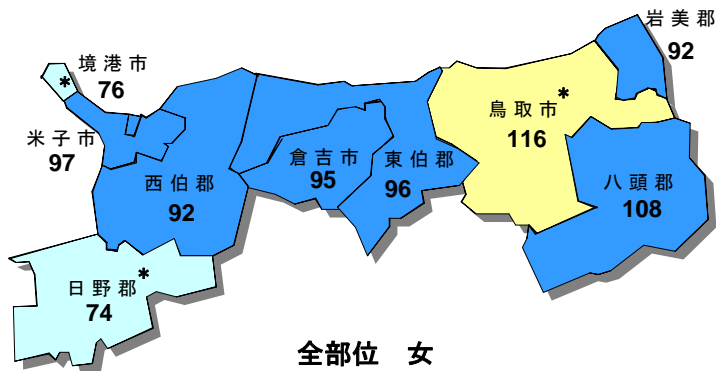 岩美郡
92
境港市
*
76
鳥取市
*
116
米子市
97
倉吉市
95
東伯郡
96
西伯郡
92
八頭郡
108
日野郡
*
74
全部位　女